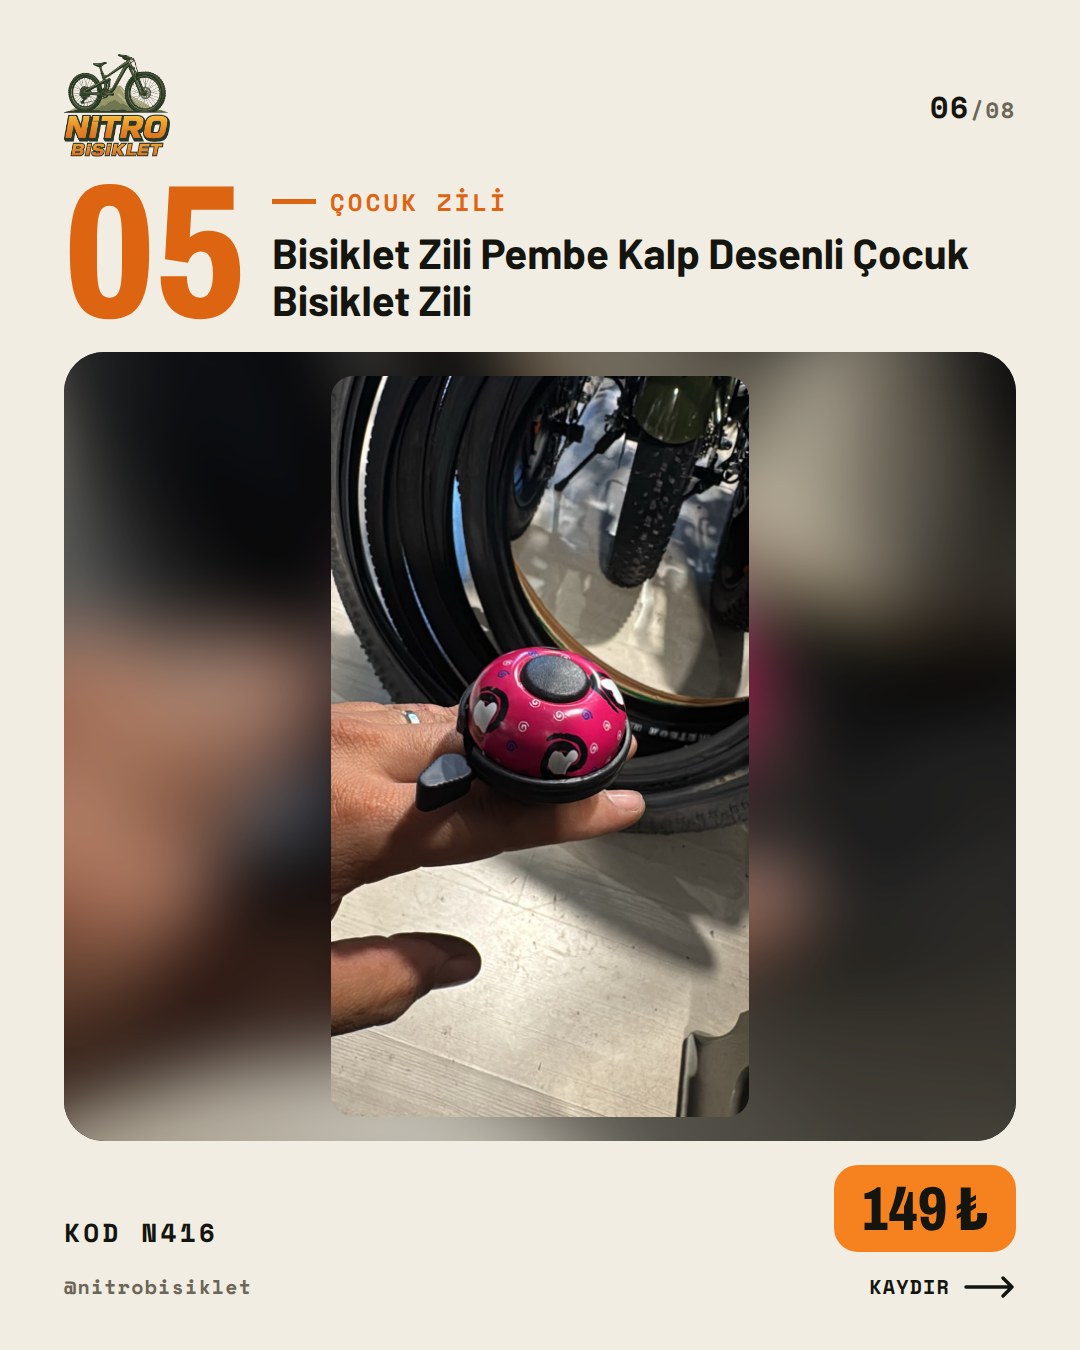 NITRO
BISIKLET
06/08
05
ÇOCUK ZİLİ
Bisiklet Zili Pembe Kalp Desenli Çocuk
Bisiklet Zili
149 ₺
KOD N416
@nitrobisiklet
KAYDIR